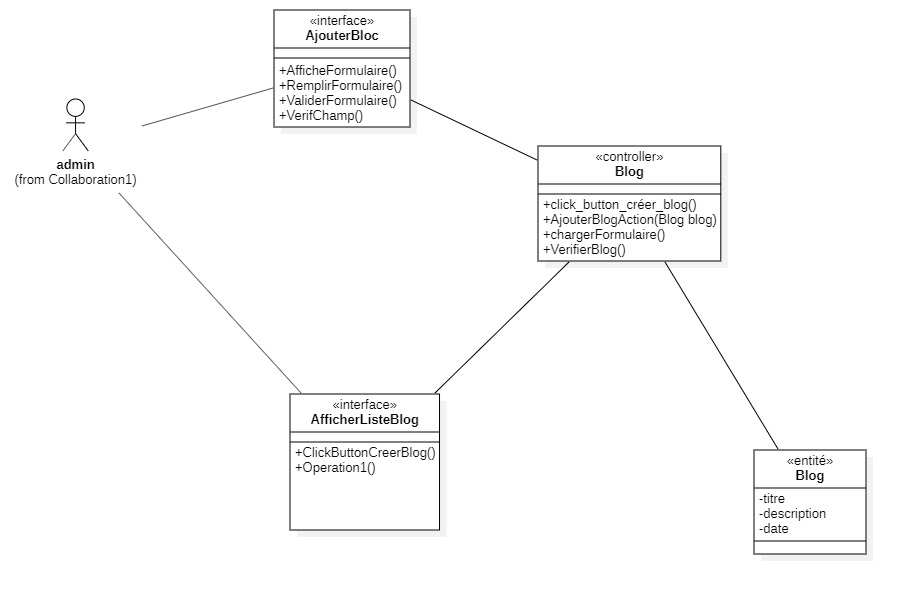 «interface»
AjouterBloc
+AfficheFormulaire()
+RemplirFormulaire()
+ValiderFormulaire()
+VerifChamp()
admin
(from Collaboration1)
«controller»
Blog
+click_button_créer_blog()
+AjouterBlogAction(Blog blog)
+chargerFormulaire()
+VerifierBlog()
«interface»
AfficherListeBlog
+ClickButtonCreerBlog()
+Operation1()
«entité»
Blog
-titre
-description
-date